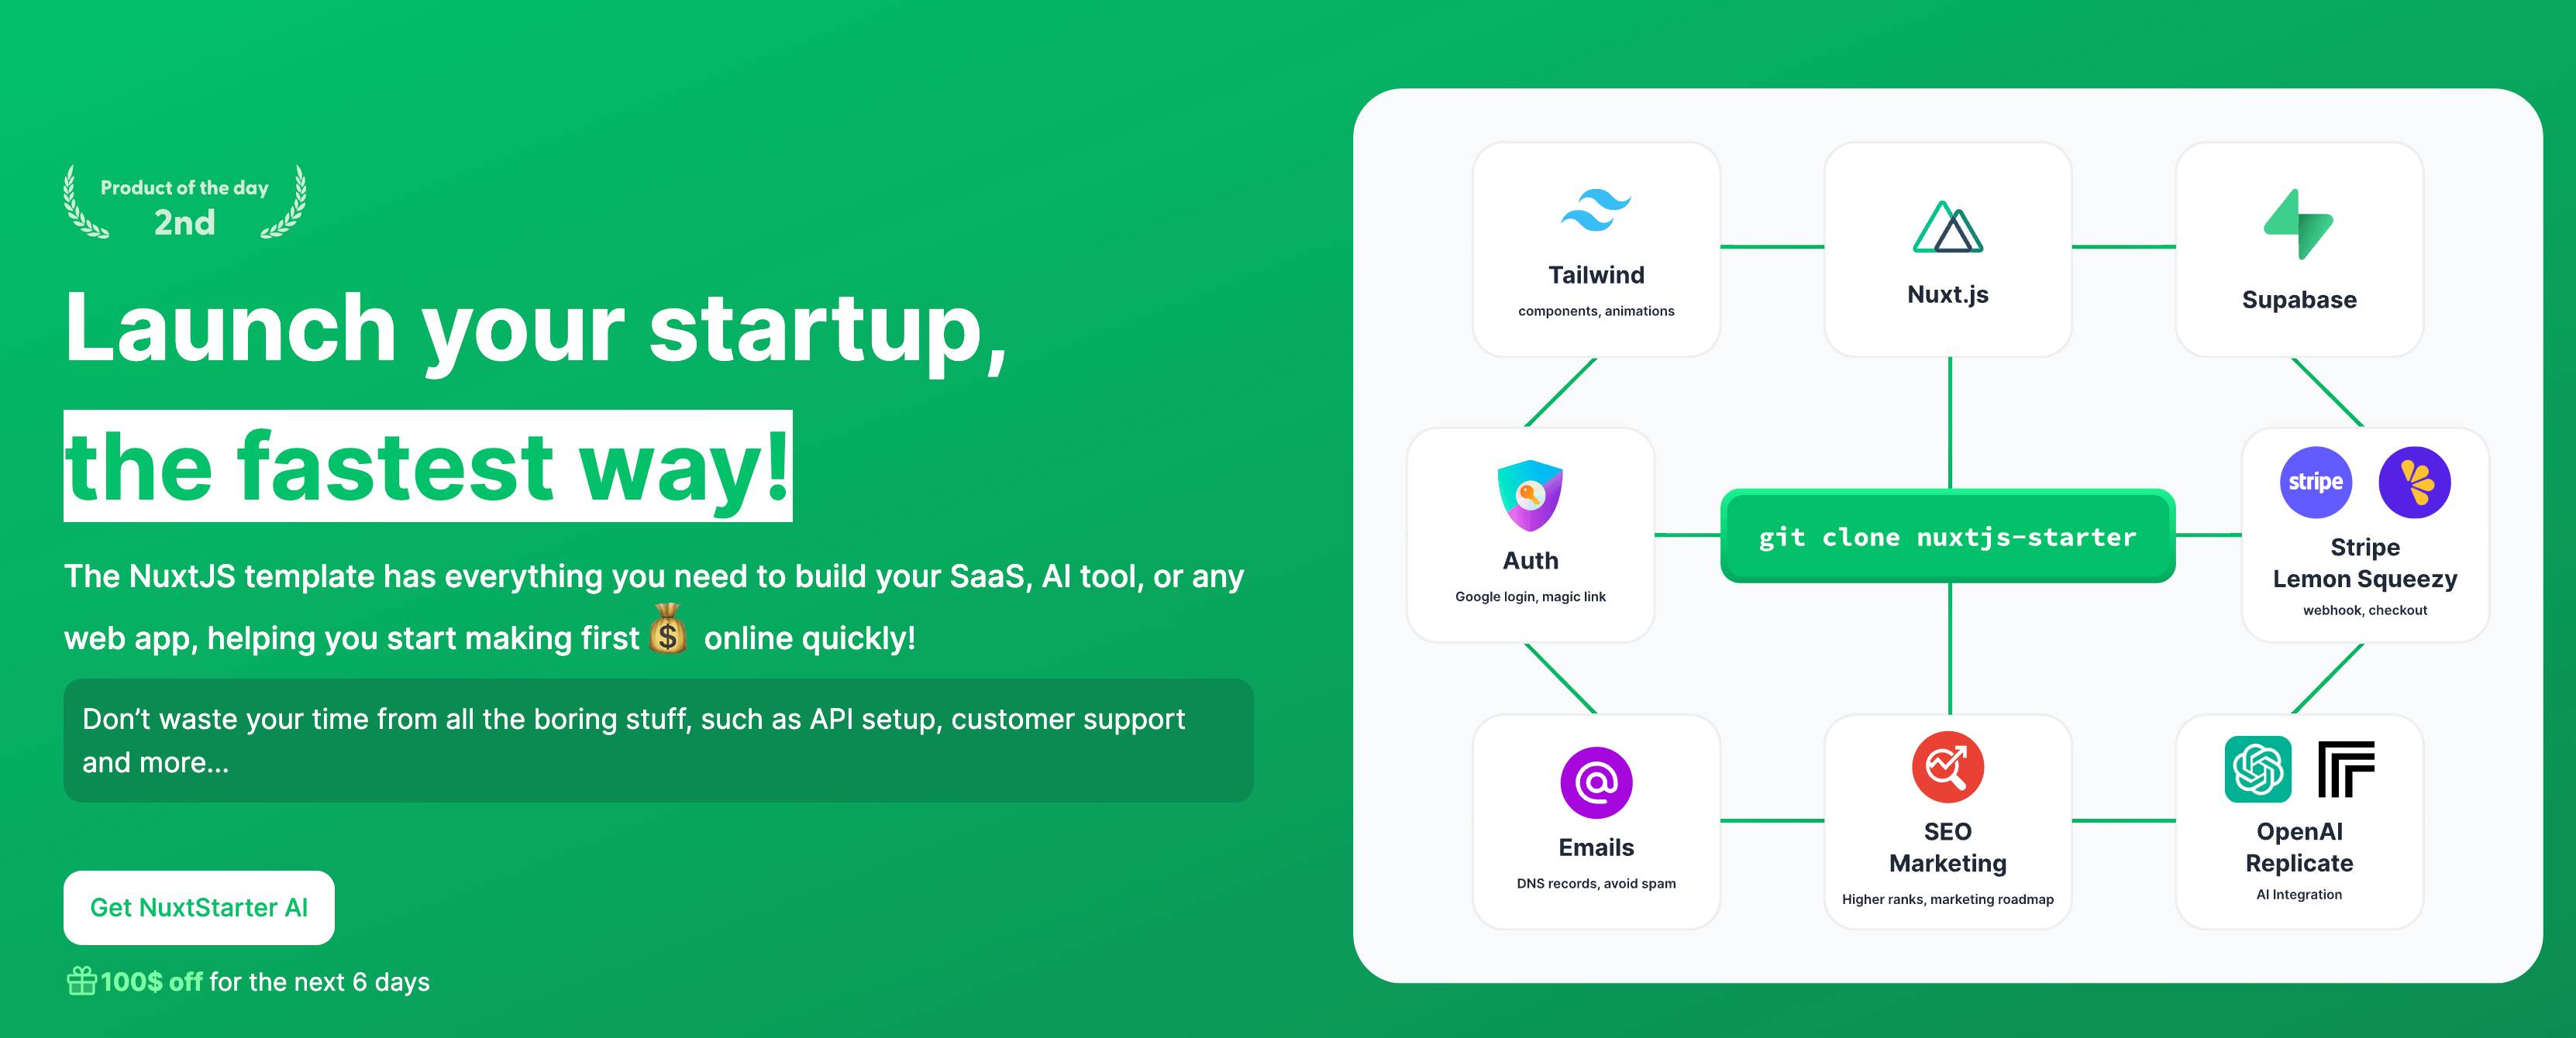 Product of the day
2nd
Launch your startup,
the fastest way!
The NuxtJS template has everything you need to build your SaaS, AI tool, or any
web app, helping you start making first 💰 online quickly!
Don’t waste your time from all the boring stuff, such as API setup, customer support
and more...
Get NuxtStarter AI
100$ off for the next 6 days
Tailwind
components, animations
Nuxt.js
Supabase
Auth
Google login, magic link
git clone nuxtjs-starter
stripe
Stripe
Lemon Squeezy
webhook, checkout
Emails
DNS records, avoid spam
SEO
Marketing
Higher ranks, marketing roadmap
OpenAI
Replicate
AI Integration